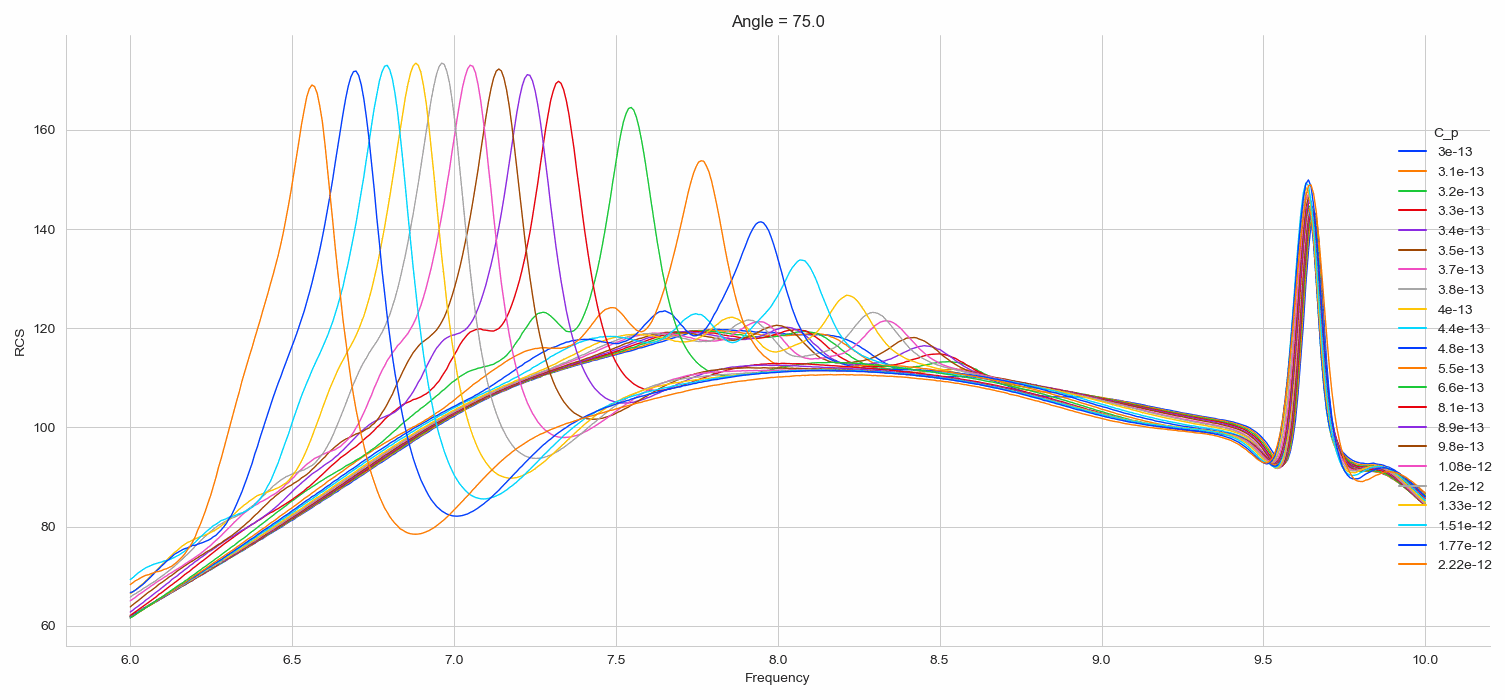 Angle = 75.0
RCS
160
140
120
100
80
60
6.0 6.5 7.0 7.5 8.0 8.5 9.0 9.5 10.0
Frequency
C_p
3e-13
3.1e-13
3.2e-13
3.3e-13
3.4e-13
3.5e-13
3.7e-13
3.8e-13
4e-13
4.4e-13
4.8e-13
5.5e-13
6.6e-13
8.1e-13
8.9e-13
9.8e-13
1.08e-12
1.2e-12
1.33e-12
1.51e-12
1.77e-12
2.22e-12